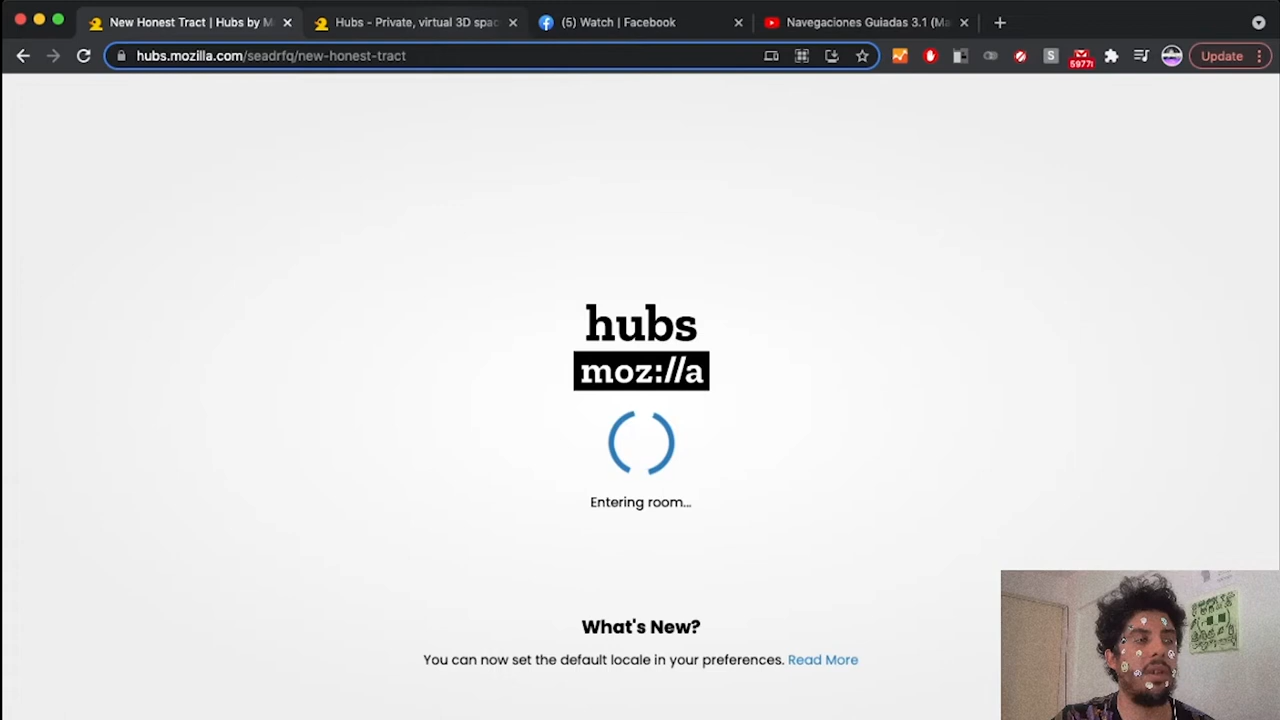 New Honest Tract | Hubs by M
Hubs - Private, virtual 3D spac
(5) Watch | Facebook
Navegaciones Guiadas 3.1 (Ma
hubs.mozilla.com/seadrfq/new-honest-tract
S
5977
Update
hubs
moz://a
Entering room...
What's New?
You can now set the default locale in your preferences. Read More